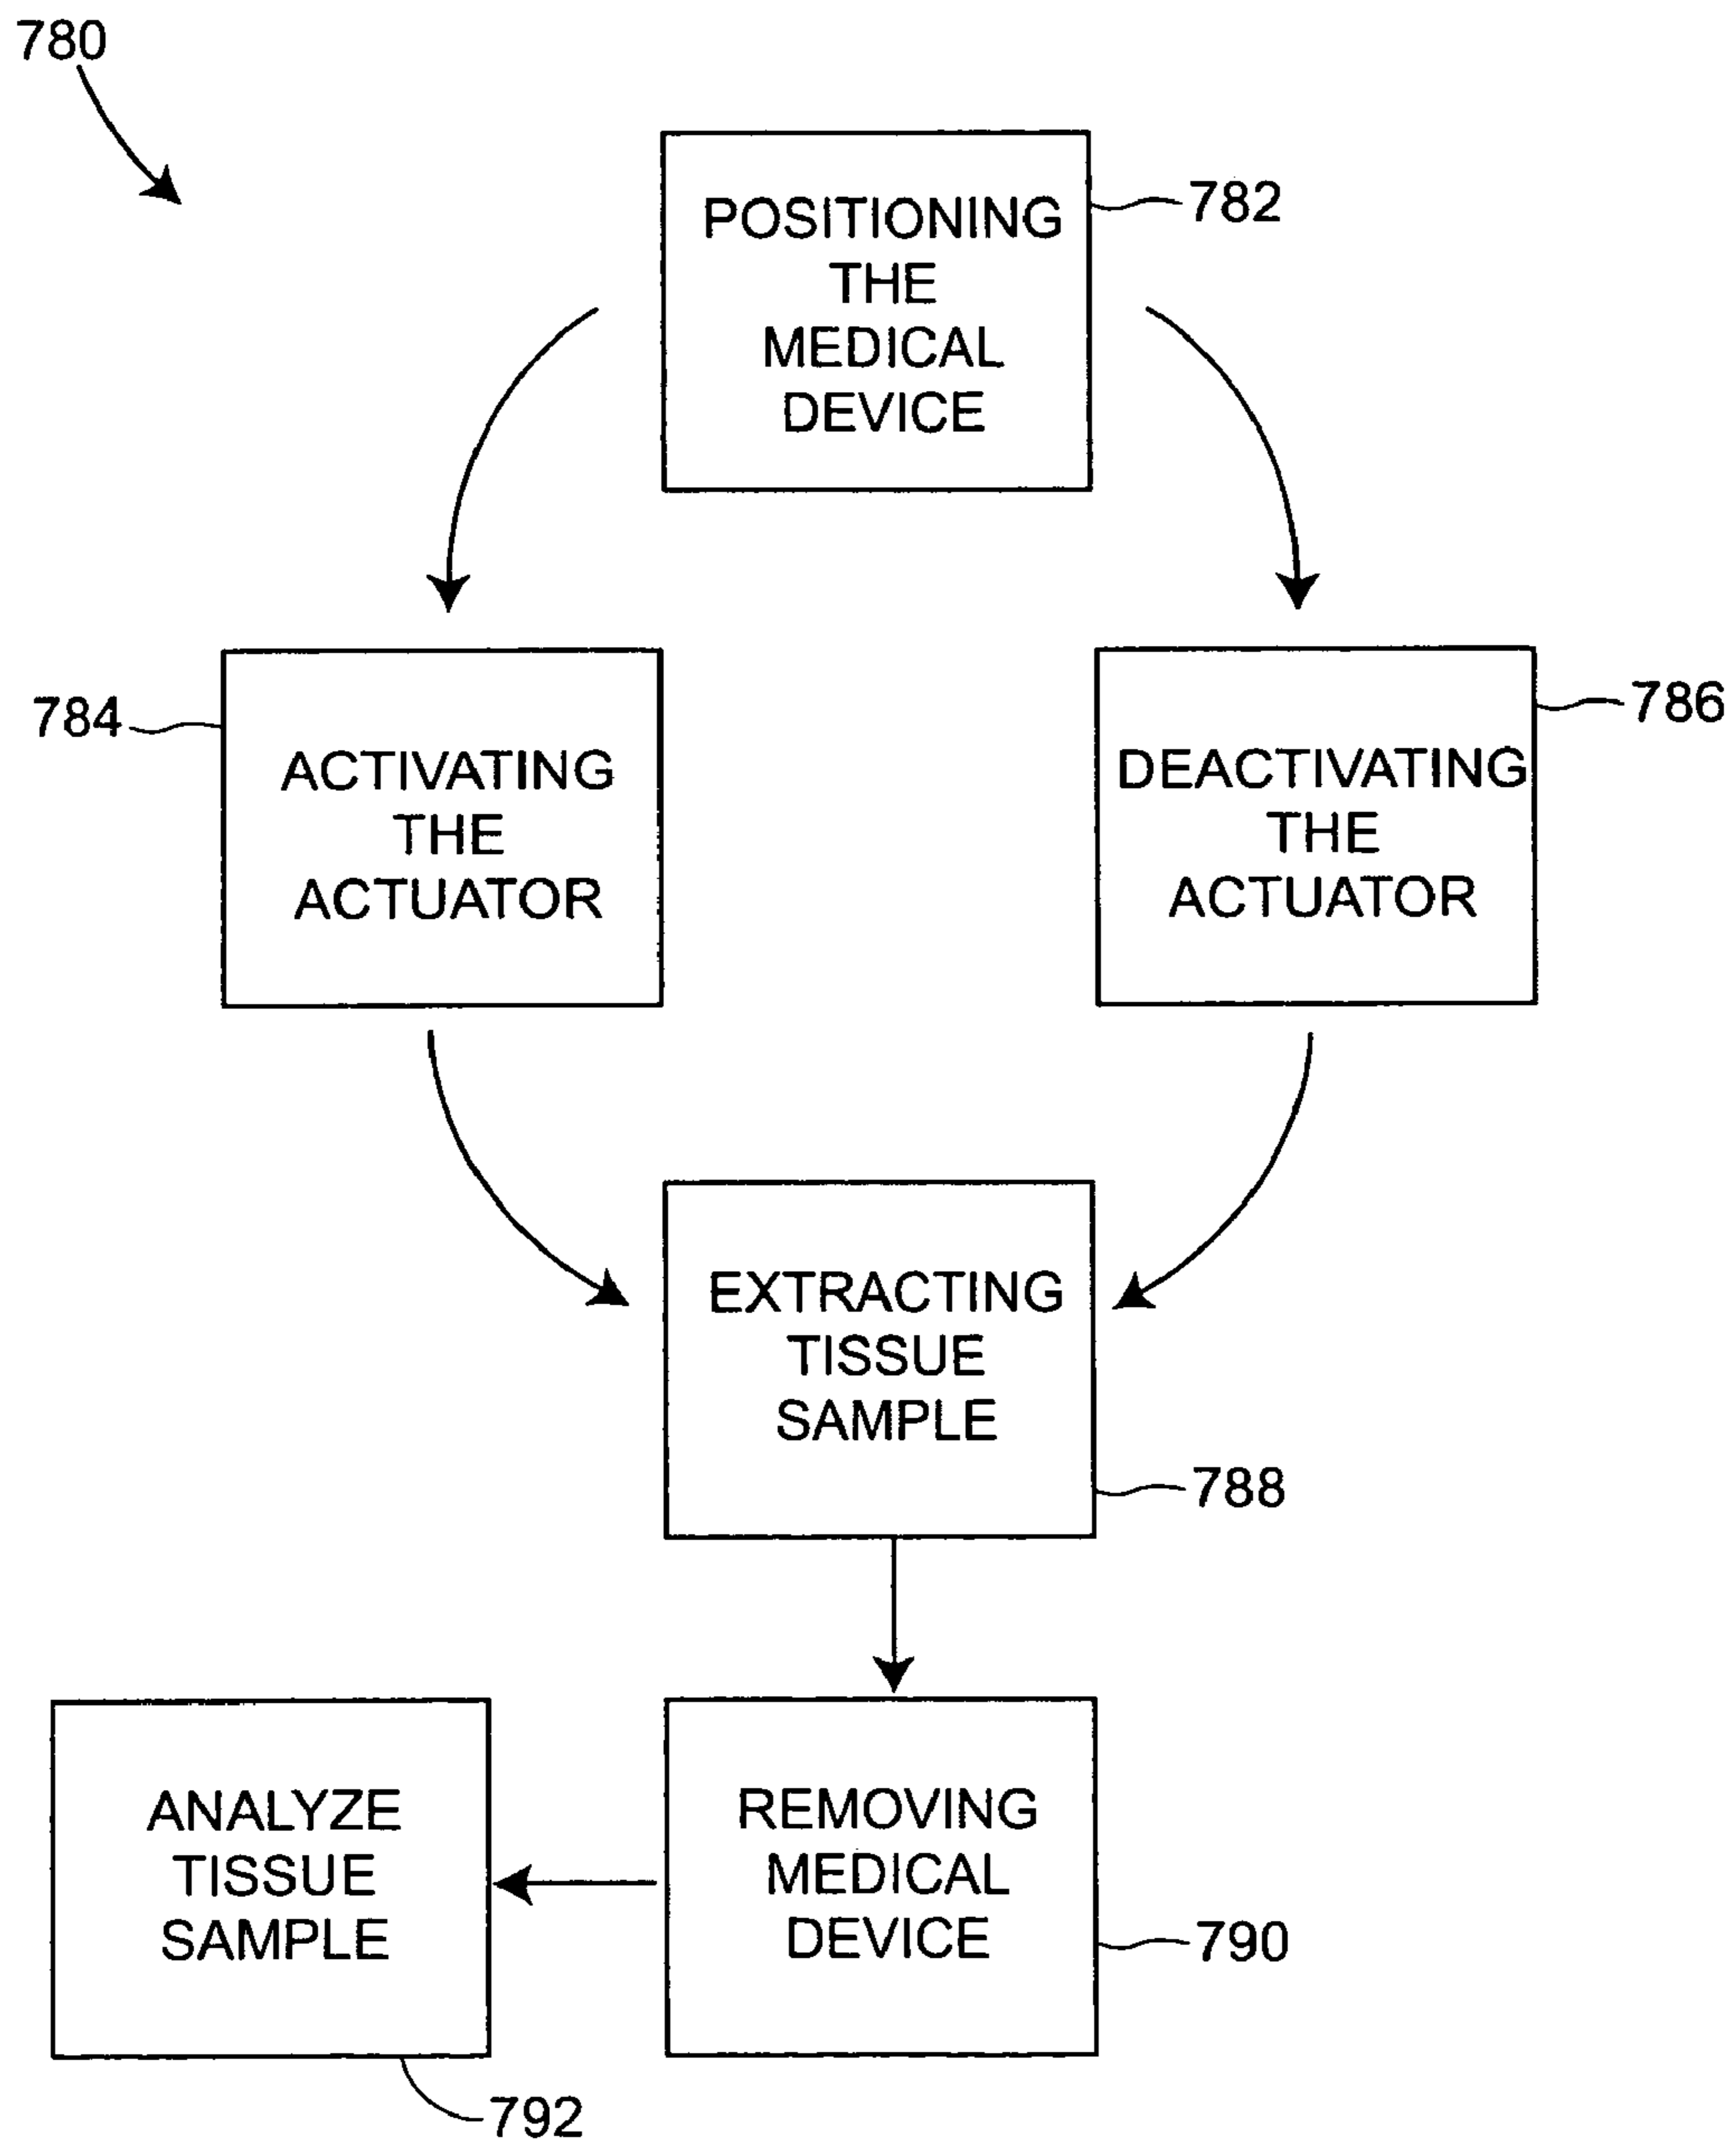 780
POSITIONING
THE
MEDICAL
DEVICE
782
784
ACTIVATING
THE
ACTUATOR
DEACTIVATING
THE
ACTUATOR
786
EXTRACTING
TISSUE
SAMPLE
788
REMOVING
MEDICAL
DEVICE
790
ANALYZE
TISSUE
SAMPLE
792